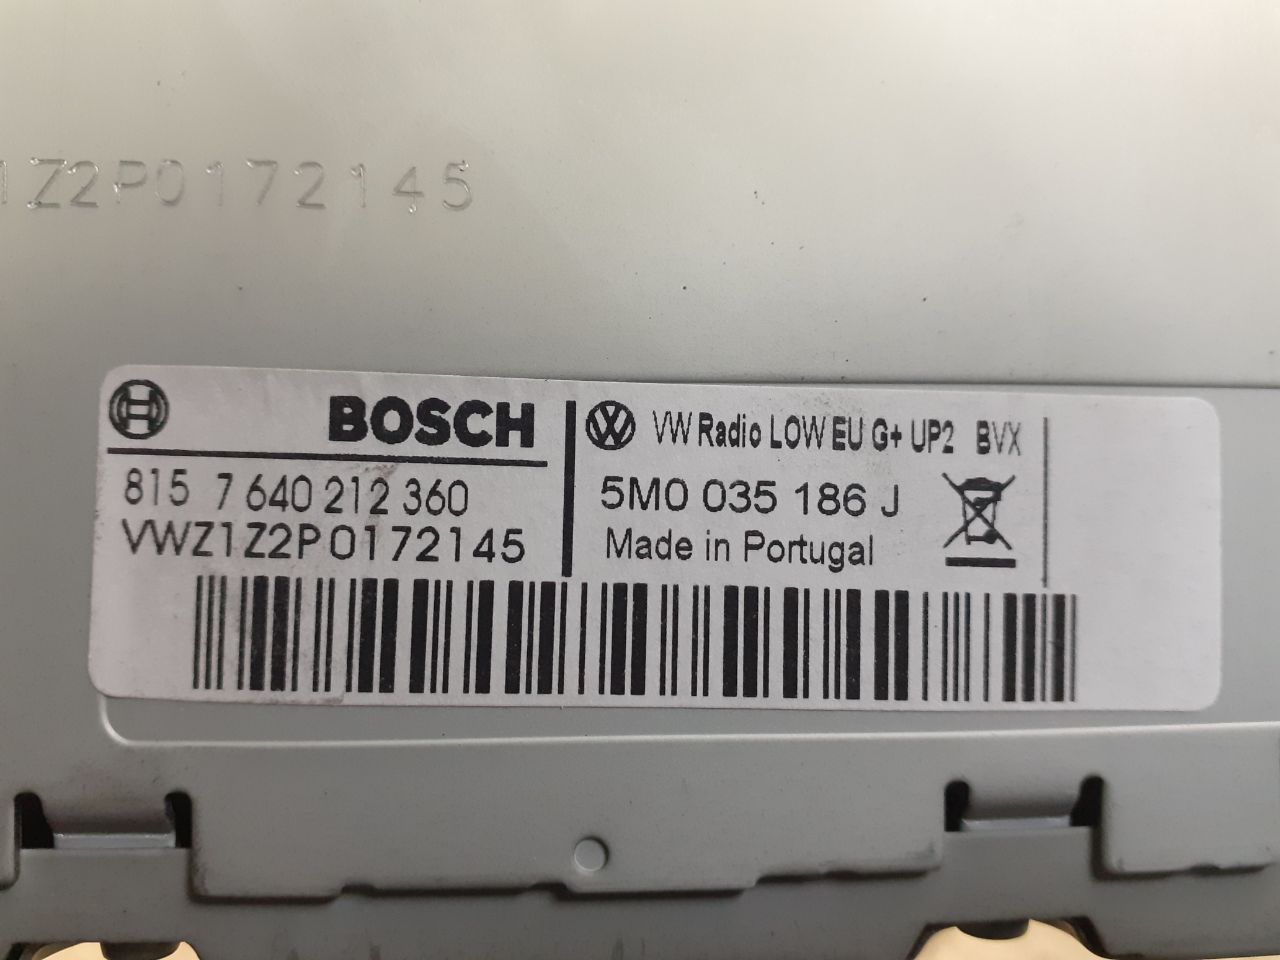 1Z2P0172145
BOSCH
815 7 640 212 360
VWZ1Z2P0172145
VW Radio LOW EU G+ UP2 BVX
5M0 035 186 J
Made in Portugal